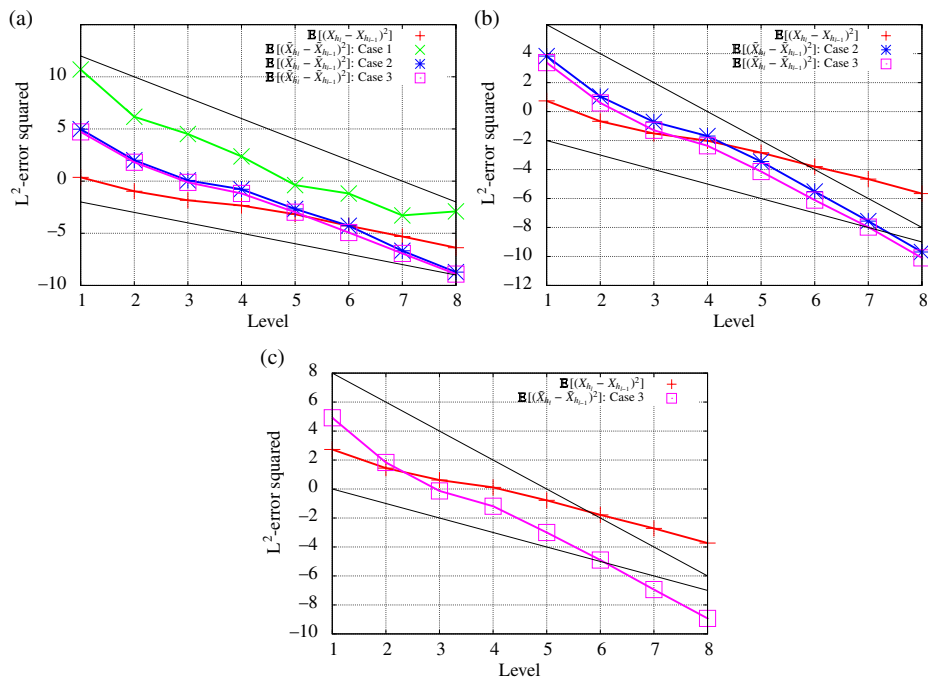 (a)
𝔼[(X_{h_l} − X_{h_{l−1}})²]
𝔼[(X̄_{h_l} − X̄_{h_{l−1}})²]: Case 1
𝔼[(X̄_{h_l} − X̄_{h_{l−1}})²]: Case 2
𝔼[(X̄_{h_l} − X̄_{h_{l−1}})²]: Case 3
L²-error squared
10
5
0
−5
−10
1 2 3 4 5 6 7 8
Level
(b)
𝔼[(X_{h_l} − X_{h_{l−1}})²]
𝔼[(X̄_{h_l} − X̄_{h_{l−1}})²]: Case 2
𝔼[(X̄_{h_l} − X̄_{h_{l−1}})²]: Case 3
L²-error squared
4
2
0
−2
−4
−6
−8
−10
−12
1 2 3 4 5 6 7 8
Level
(c)
𝔼[(X_{h_l} − X_{h_{l−1}})²]
𝔼[(X̄_{h_l} − X̄_{h_{l−1}})²]: Case 3
L²-error squared
8
6
4
2
0
−2
−4
−6
−8
−10
1 2 3 4 5 6 7 8
Level